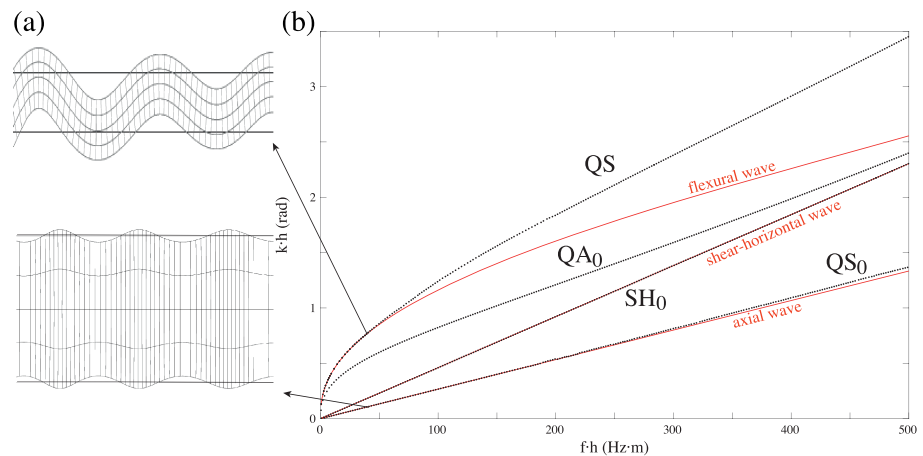 (a)
(b)
3
2
1
0
k·h (rad)
QS
flexural wave
QA0
shear-horizontal wave
SH0
QS0
axial wave
0
100
200
300
400
500
f·h (Hz·m)